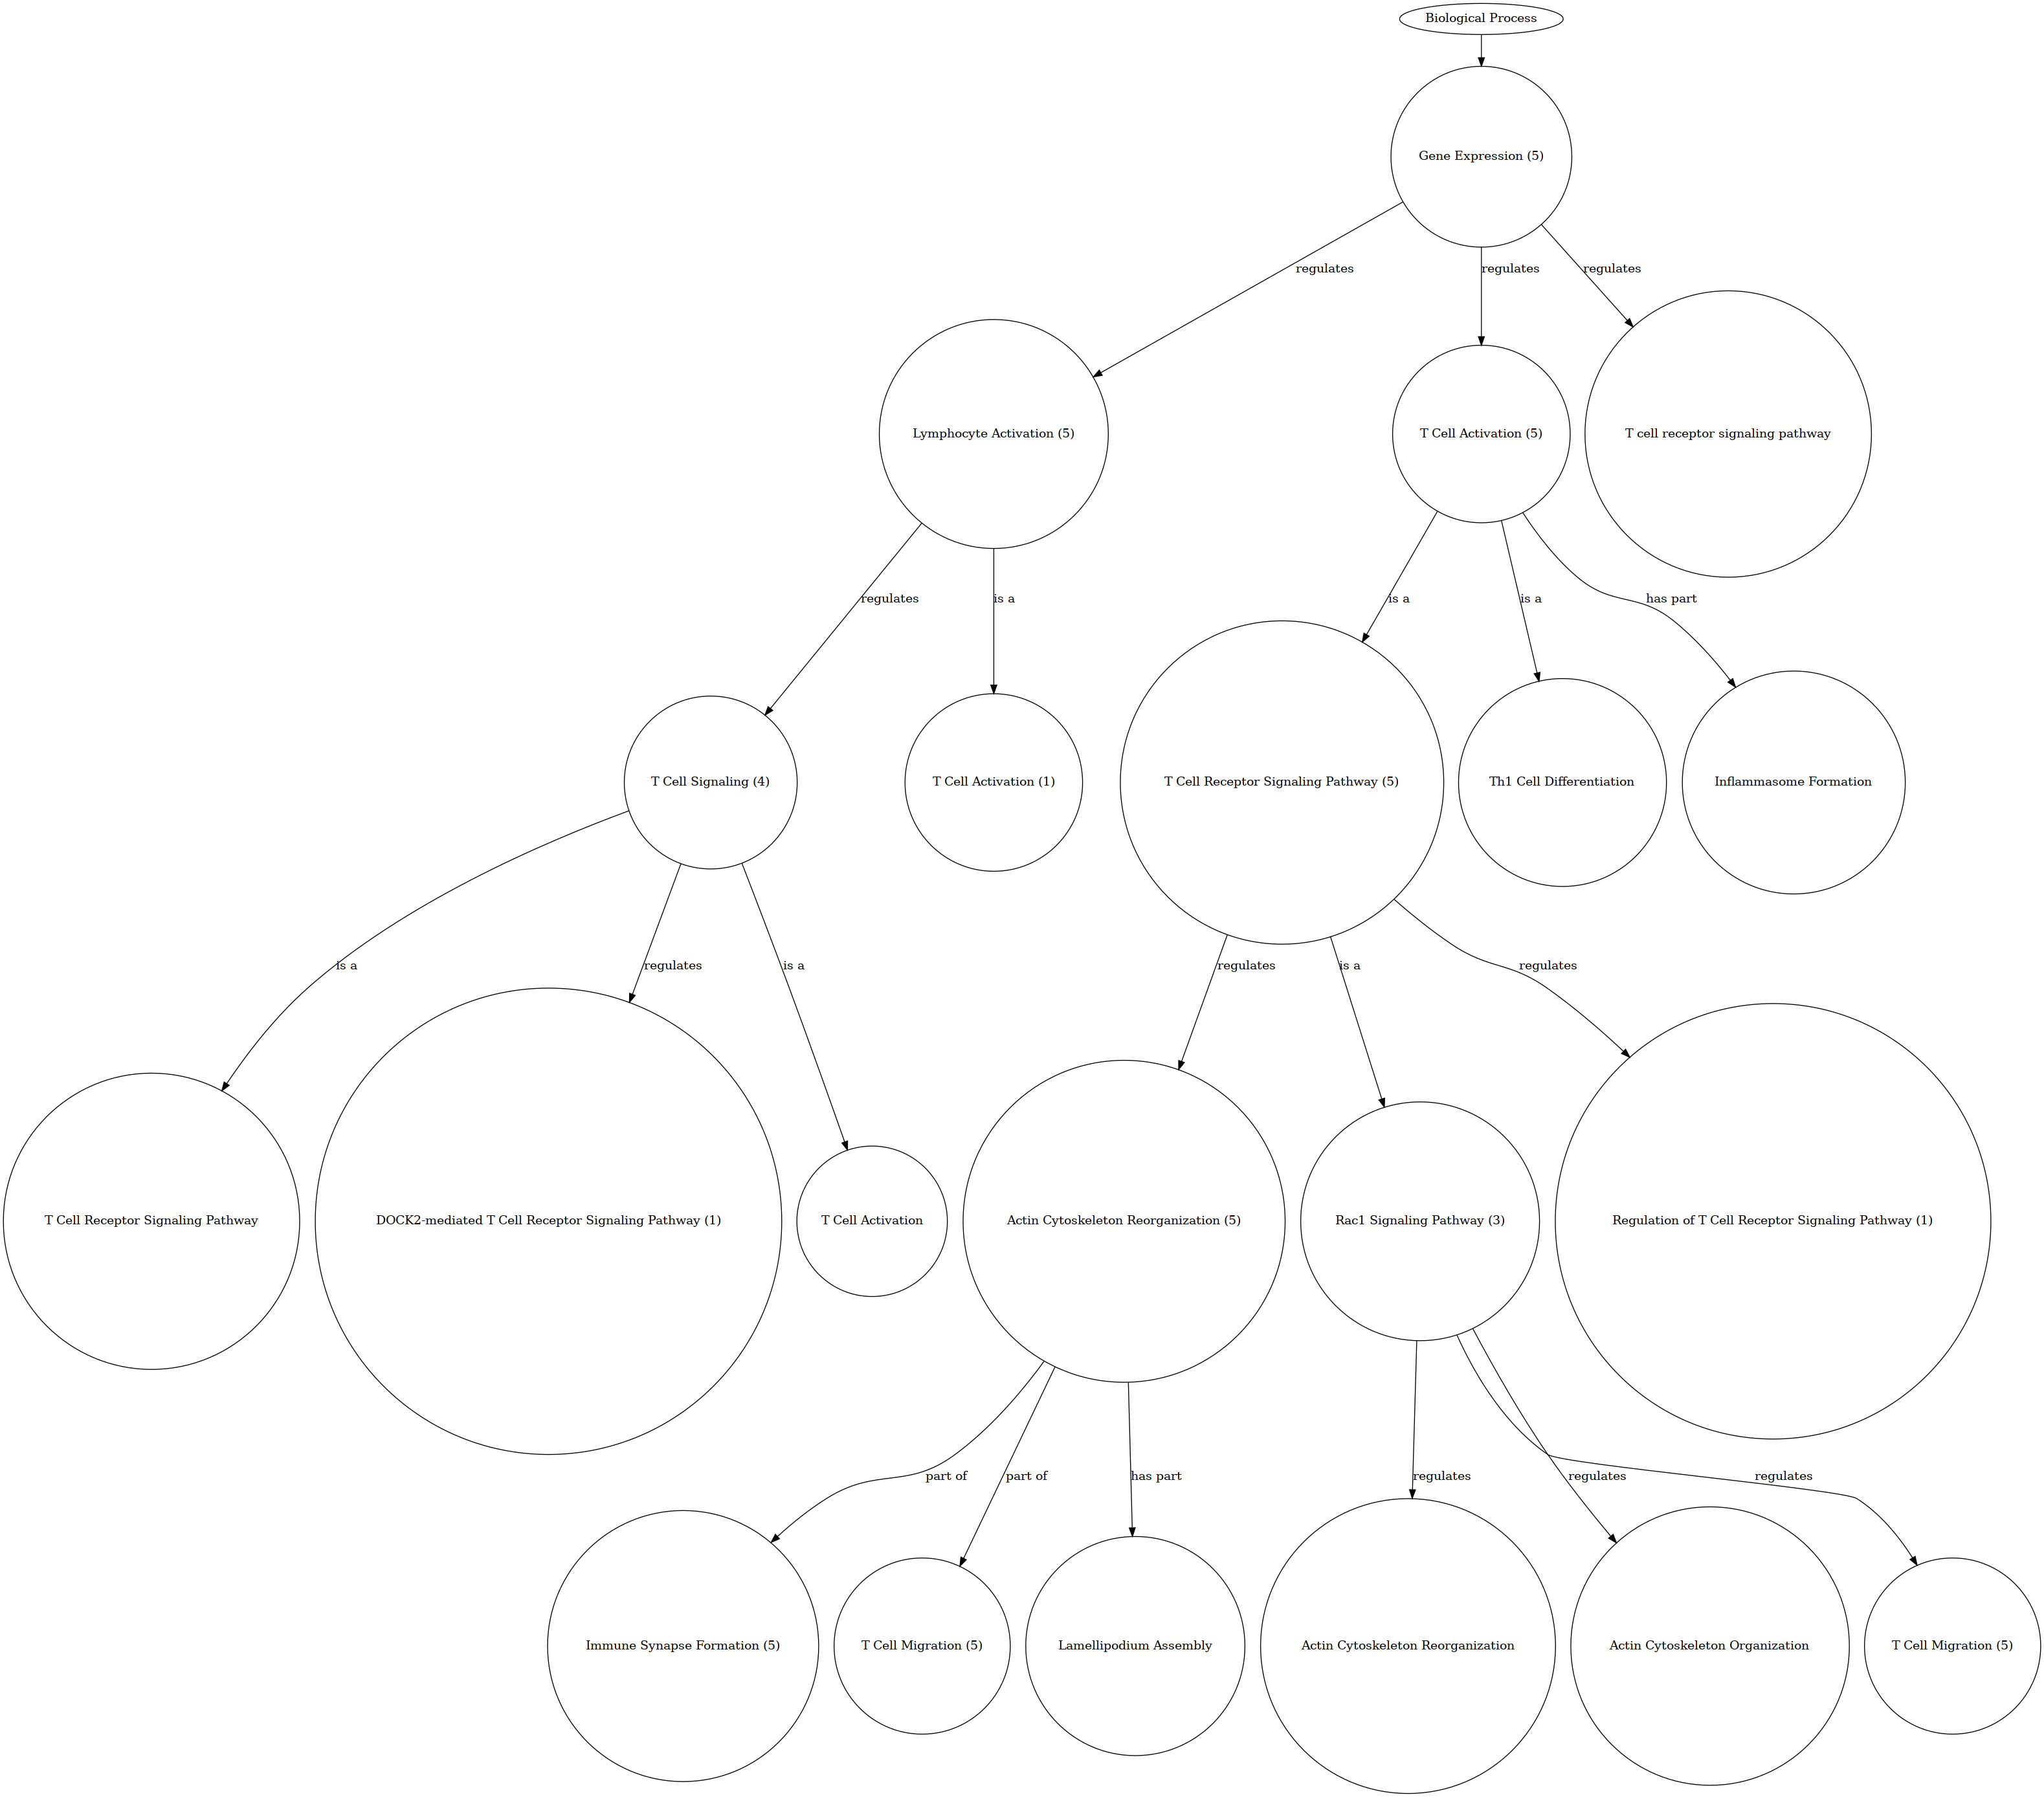 Biological Process
Gene Expression (5)
regulates
regulates
regulates
Lymphocyte Activation (5)
T Cell Activation (5)
T cell receptor signaling pathway
regulates
is a
is a
is a
has part
T Cell Signaling (4)
T Cell Activation (1)
T Cell Receptor Signaling Pathway (5)
Th1 Cell Differentiation
Inflammasome Formation
is a
regulates
is a
regulates
is a
regulates
T Cell Receptor Signaling Pathway
DOCK2-mediated T Cell Receptor Signaling Pathway (1)
T Cell Activation
Actin Cytoskeleton Reorganization (5)
Rac1 Signaling Pathway (3)
Regulation of T Cell Receptor Signaling Pathway (1)
part of
part of
has part
regulates
regulates
regulates
Immune Synapse Formation (5)
T Cell Migration (5)
Lamellipodium Assembly
Actin Cytoskeleton Reorganization
Actin Cytoskeleton Organization
T Cell Migration (5)